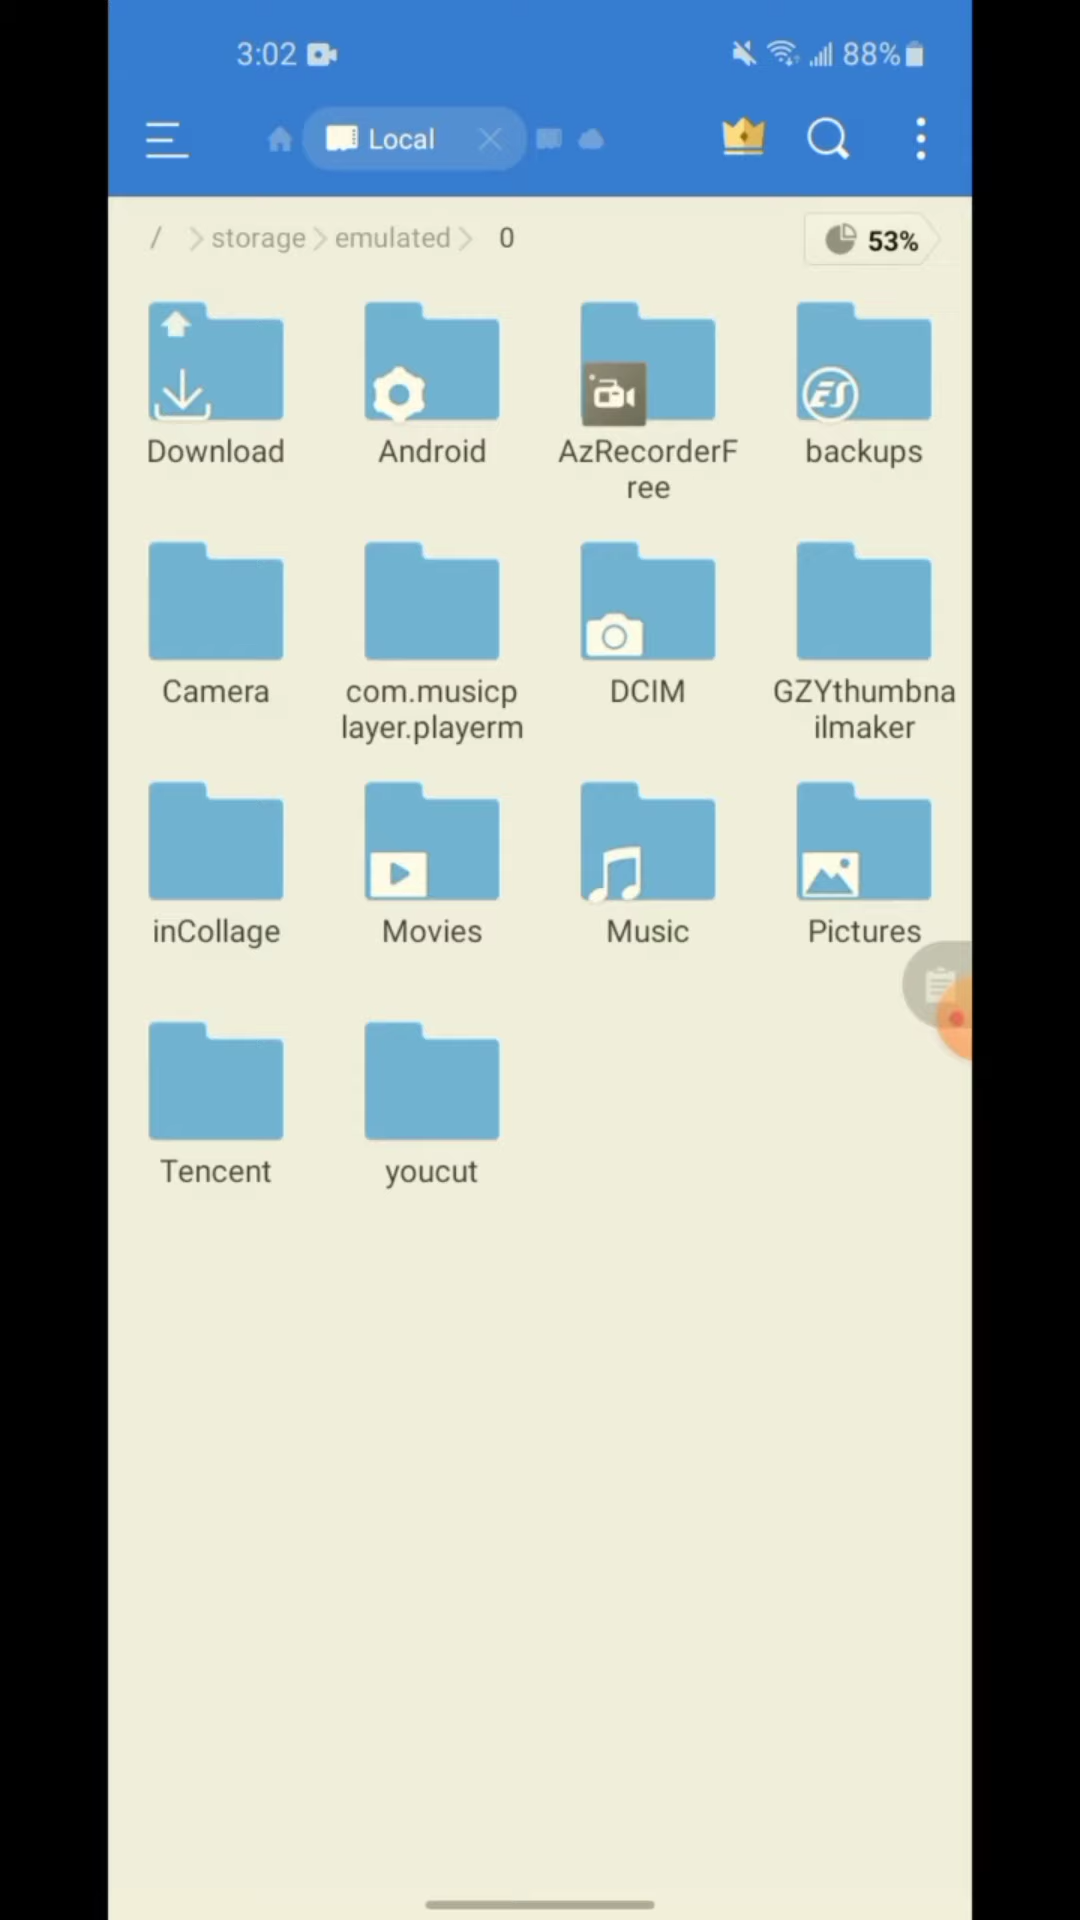 3:02 88%
Local
/ storage emulated 0 53%
Download Android AzRecorderF backups
ree
ES
Camera com.musicp DCIM GZYthumbna
layer.playerm ilmaker
inCollage Movies Music Pictures
Tencent youcut